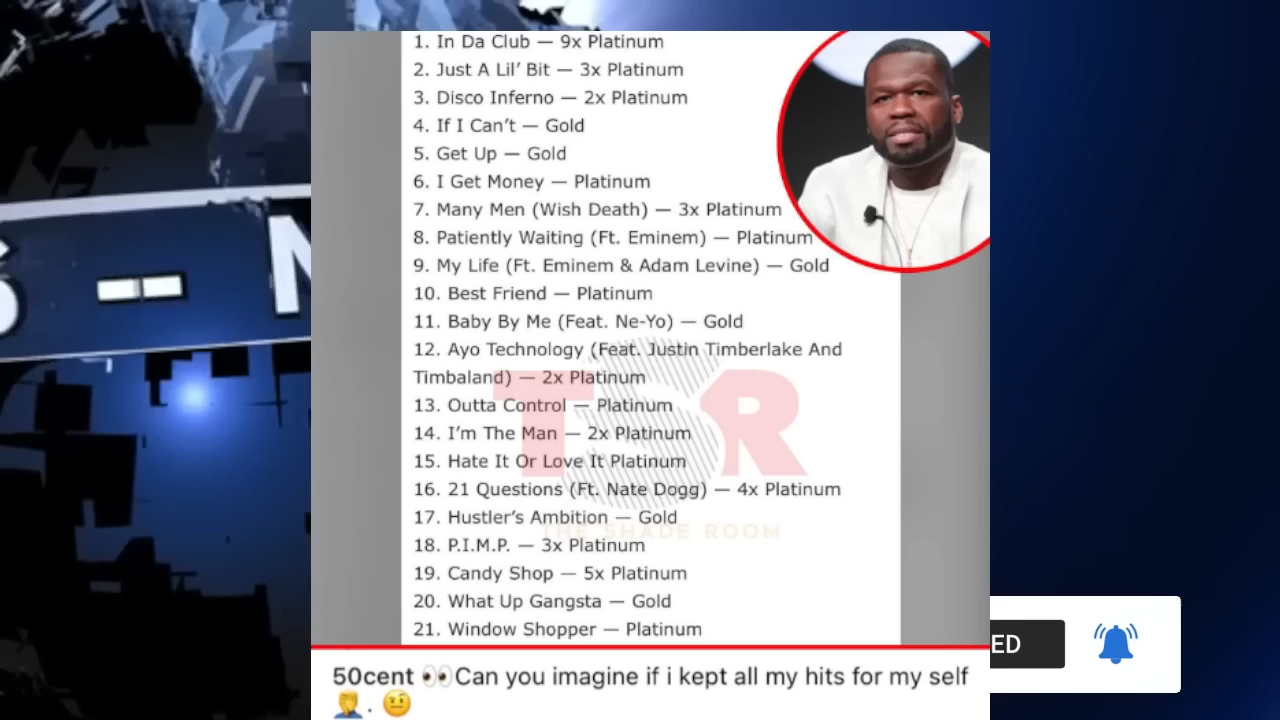 1. In Da Club — 9x Platinum
2. Just A Lil’ Bit — 3x Platinum
3. Disco Inferno — 2x Platinum
4. If I Can’t — Gold
5. Get Up — Gold
6. I Get Money — Platinum
7. Many Men (Wish Death) — 3x Platinum
8. Patiently Waiting (Ft. Eminem) — Platinum
9. My Life (Ft. Eminem & Adam Levine) — Gold
10. Best Friend — Platinum
11. Baby By Me (Feat. Ne-Yo) — Gold
12. Ayo Technology (Feat. Justin Timberlake And
Timbaland) — 2x Platinum
13. Outta Control — Platinum
14. I’m The Man — 2x Platinum
15. Hate It Or Love It Platinum
16. 21 Questions (Ft. Nate Dogg) — 4x Platinum
17. Hustler’s Ambition — Gold
18. P.I.M.P. — 3x Platinum
19. Candy Shop — 5x Platinum
20. What Up Gangsta — Gold
21. Window Shopper — Platinum
TSR
THE SHADE ROOM
50cent 👀Can you imagine if i kept all my hits for my self
🤦‍♂️. 🤨
ED